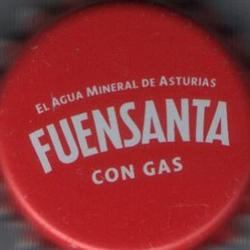 EL AGUA MINERAL DE ASTURIAS
FUENSANTA
CON GAS